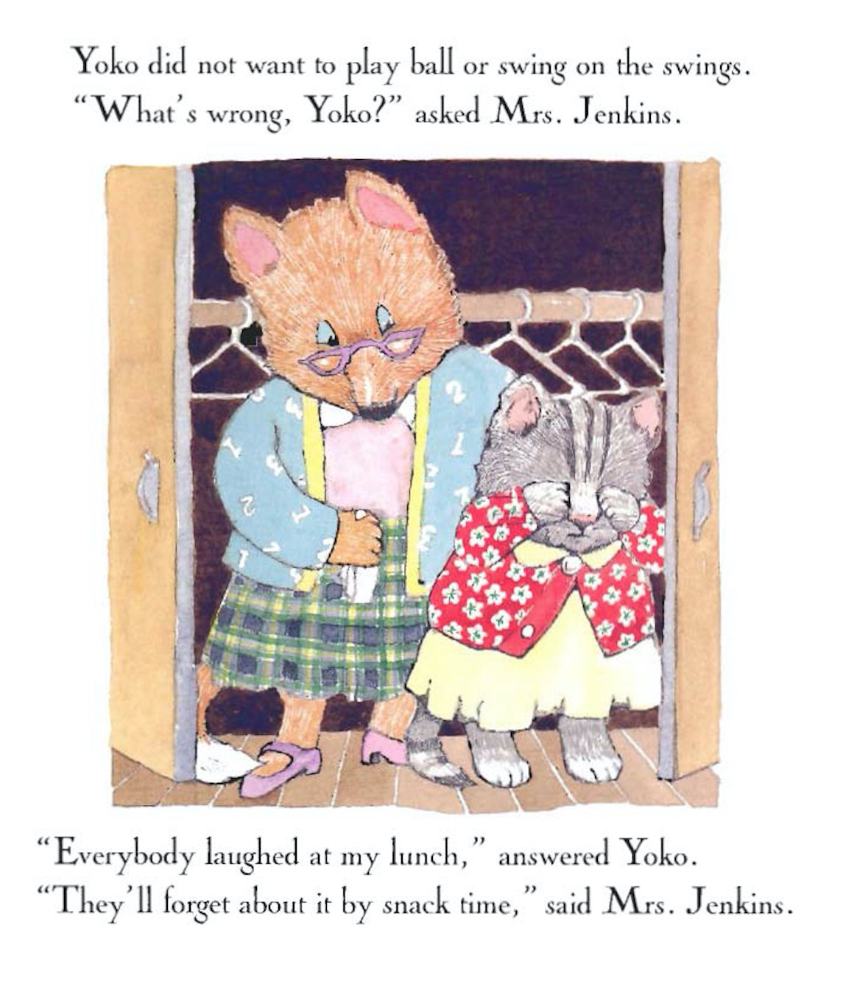 Yoko did not want to play ball or swing on the swings.
“What’s wrong, Yoko?” asked Mrs. Jenkins.
“Everybody laughed at my lunch,” answered Yoko.
“They’ll forget about it by snack time,” said Mrs. Jenkins.